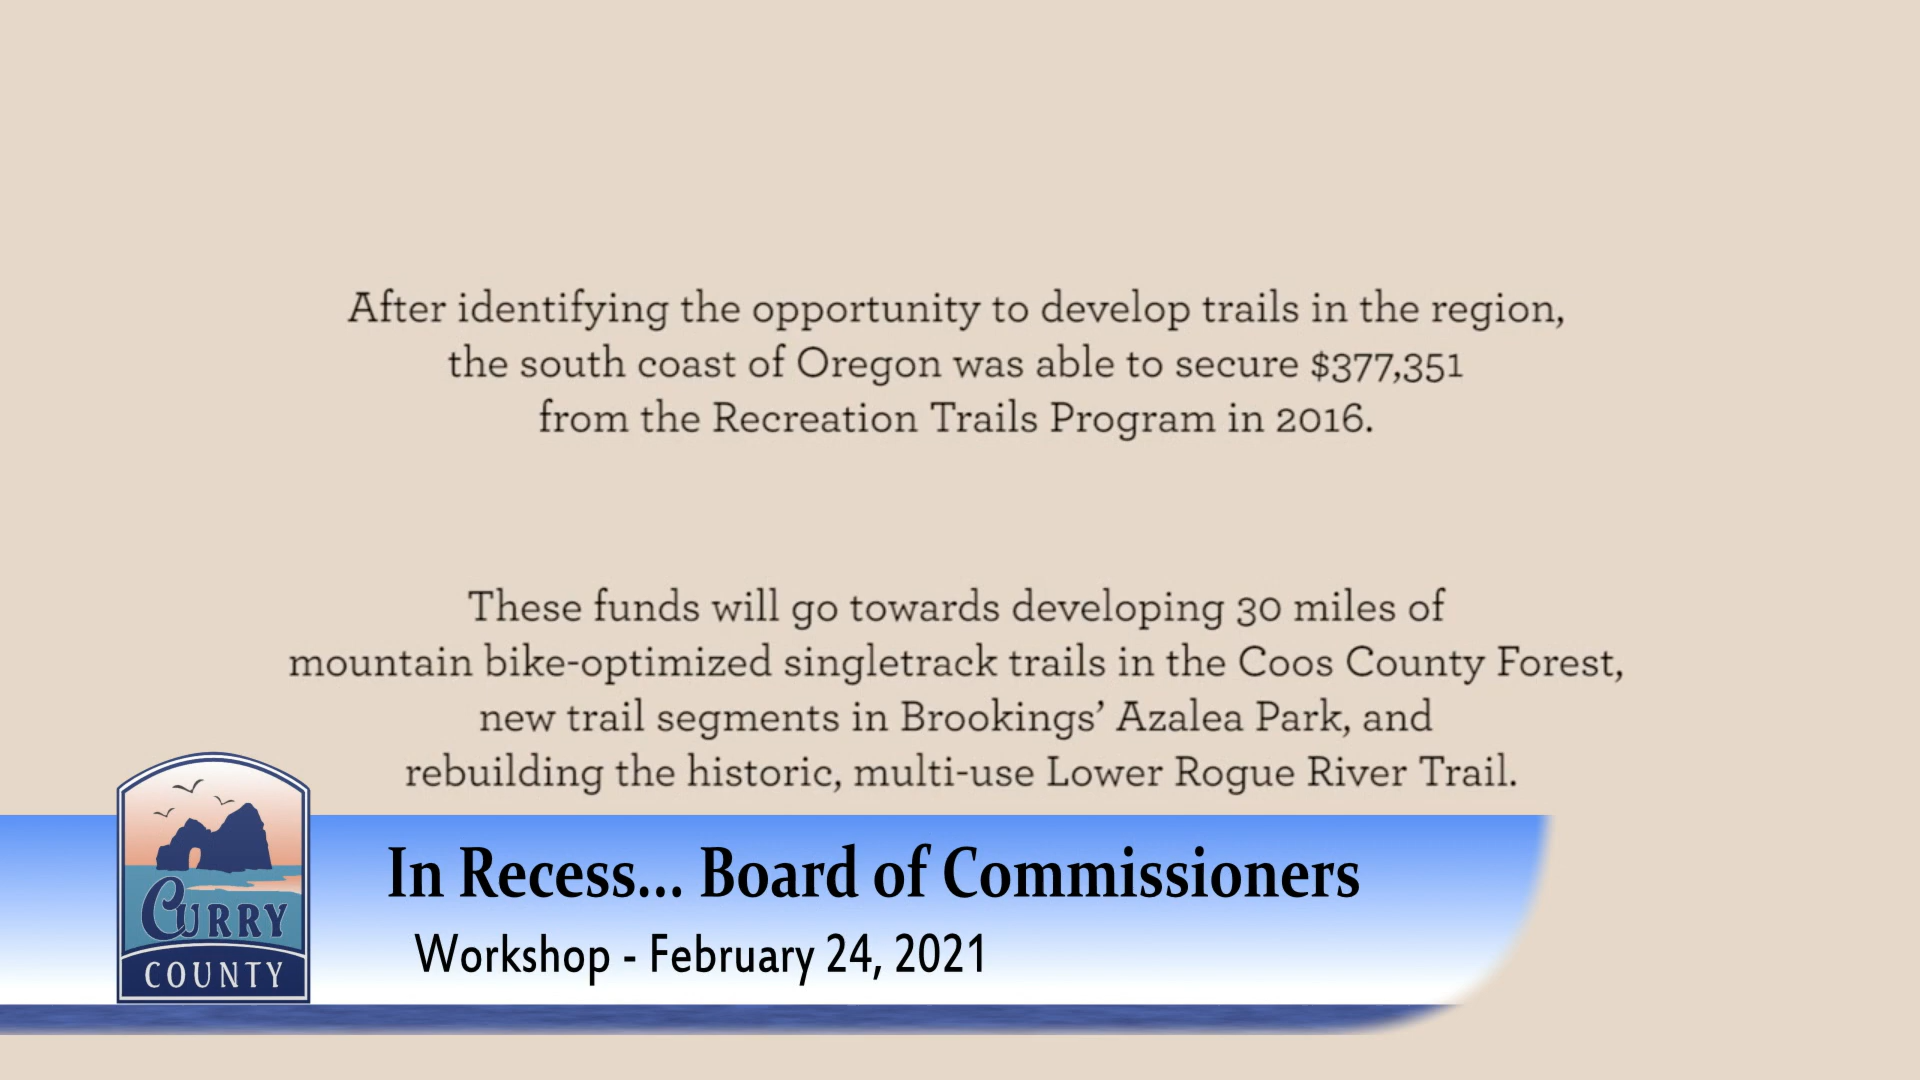 After identifying the opportunity to develop trails in the region,
the south coast of Oregon was able to secure $377,351
from the Recreation Trails Program in 2016.
These funds will go towards developing 30 miles of
mountain bike-optimized singletrack trails in the Coos County Forest,
new trail segments in Brookings’ Azalea Park, and
rebuilding the historic, multi-use Lower Rogue River Trail.
In Recess... Board of Commissioners
Workshop - February 24, 2021
CURRY
COUNTY